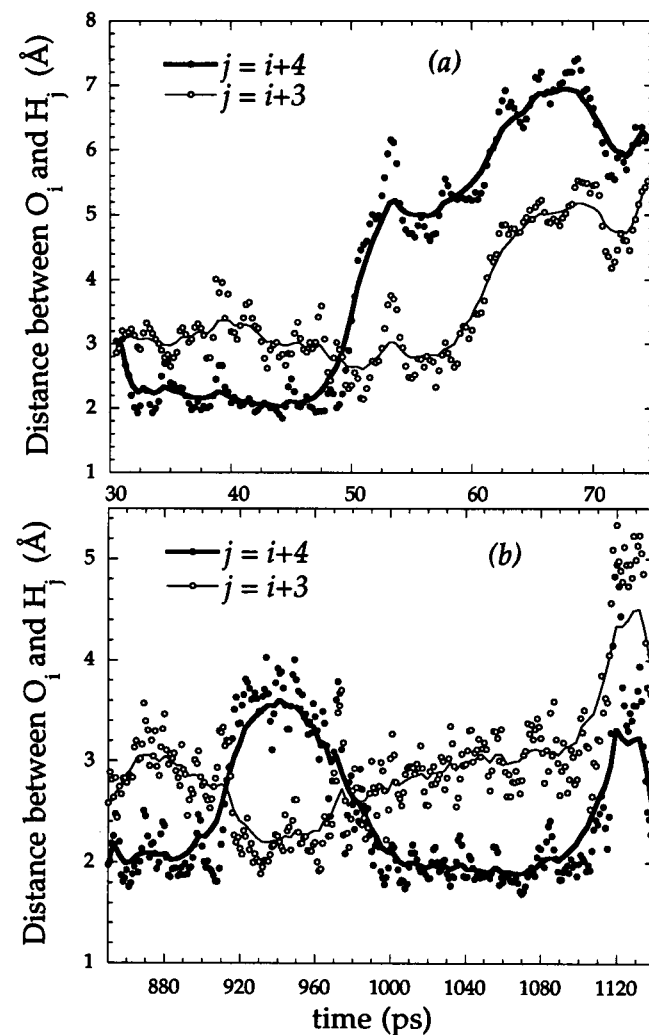 Distance between O_i and H_j (Å)
8
7
6
5
4
3
2
1
j = i+4
j = i+3
(a)
30 40 50 60 70
Distance between O_i and H_j (Å)
5
4
3
2
1
j = i+4
j = i+3
(b)
880 920 960 1000 1040 1080 1120
time (ps)